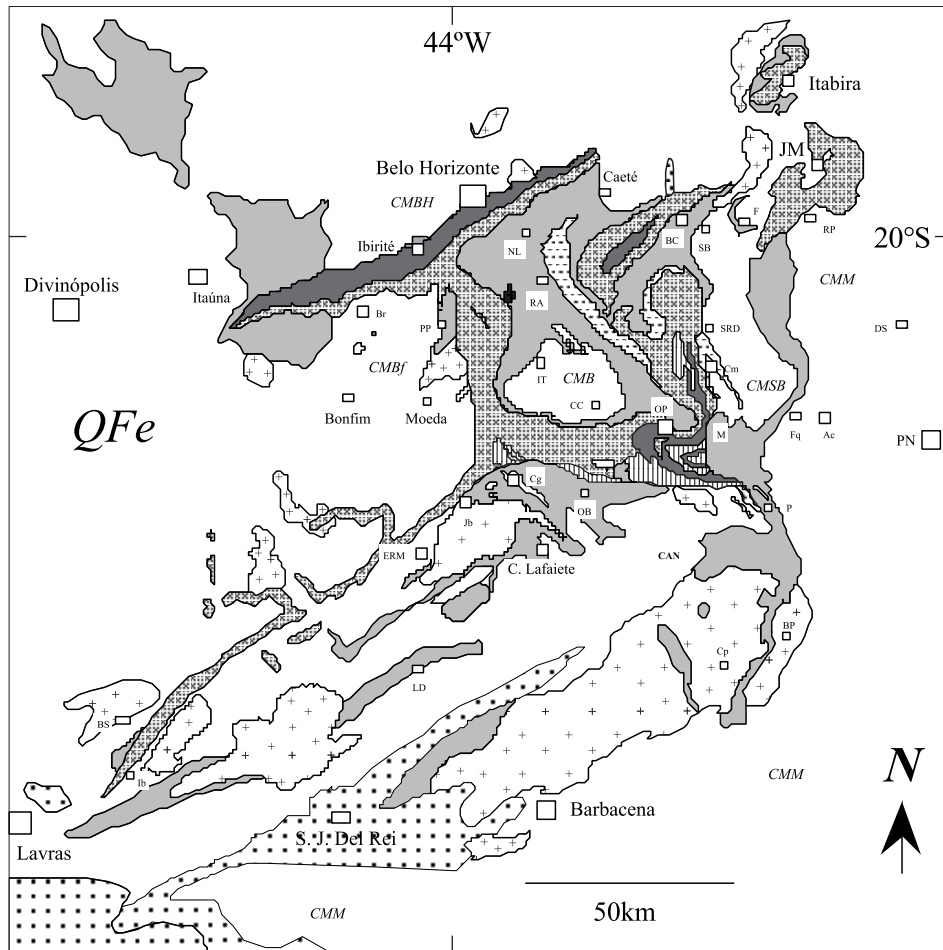 44ºW
Itabira
JM
Belo Horizonte
Caeté
CMBH
F
RP
Ibirité
NL
BC
SB
20ºS
CMM
Divinópolis
Itaúna
RA
Br
PP
SRD
DS
CMBf
IT
CMB
Cm
CMSB
Bonfim
Moeda
CC
OP
QFe
M
Fq
Ac
PN
Cg
OB
P
Jb
ERM
C. Lafaiete
CAN
BP
Cp
LD
BS
Ib
CMM
N
Barbacena
S. J. Del Rei
Lavras
CMM
50km